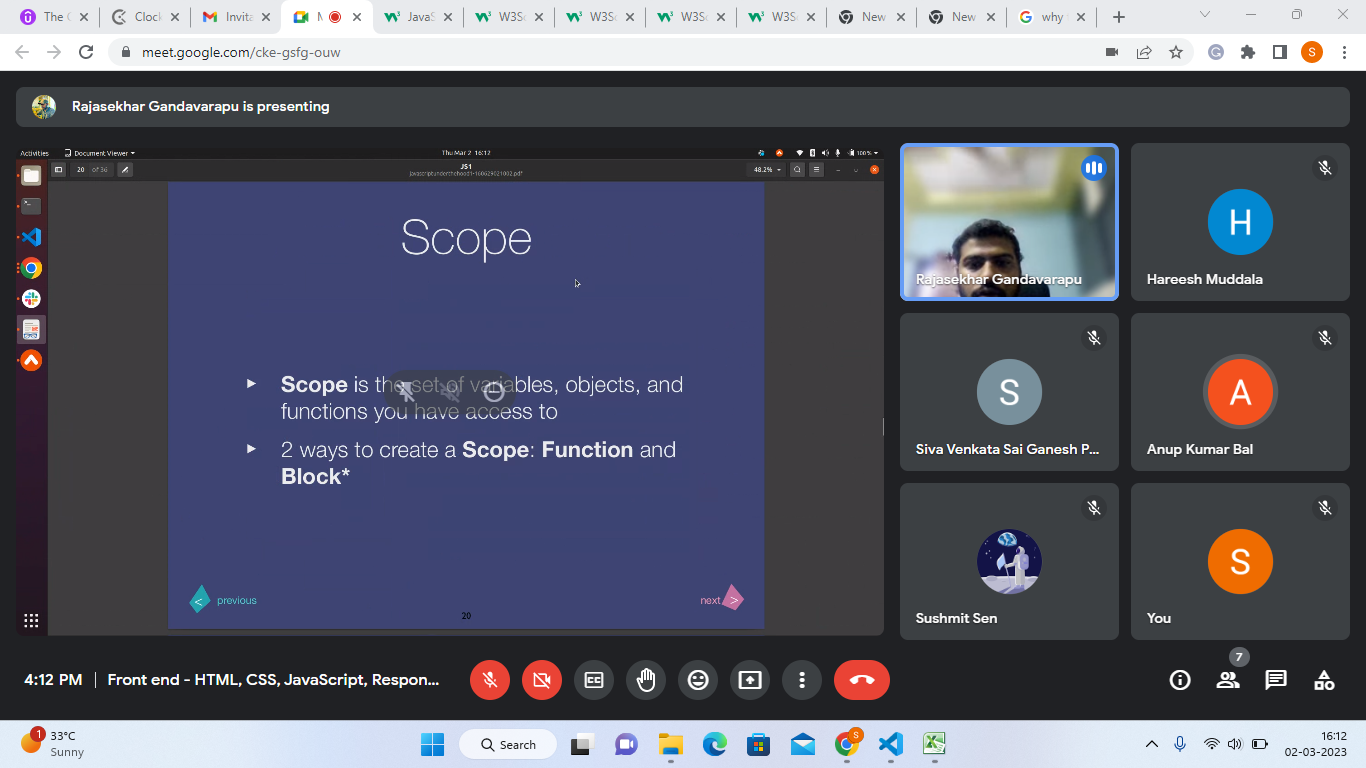 The
Clock
Invita
JavaS
W3Sc
W3Sc
W3Sc
W3Sc
New
New
why
meet.google.com/cke-gsfg-ouw
S
Rajasekhar Gandavarapu is presenting
Activities
Document Viewer
Thu Mar 2 16:12
100 %
20 of 36
JS1
48.2%
Scope
Scope is the set of variables, objects, and
functions you have access to
2 ways to create a Scope: Function and
Block*
< previous
next >
20
Rajasekhar Gandavarapu
H
Hareesh Muddala
S
Siva Venkata Sai Ganesh P...
A
Anup Kumar Bal
Sushmit Sen
S
You
4:12 PM | Front end - HTML, CSS, JavaScript, Respon...
7
1
33°C
Sunny
Search
S
16:12
02-03-2023